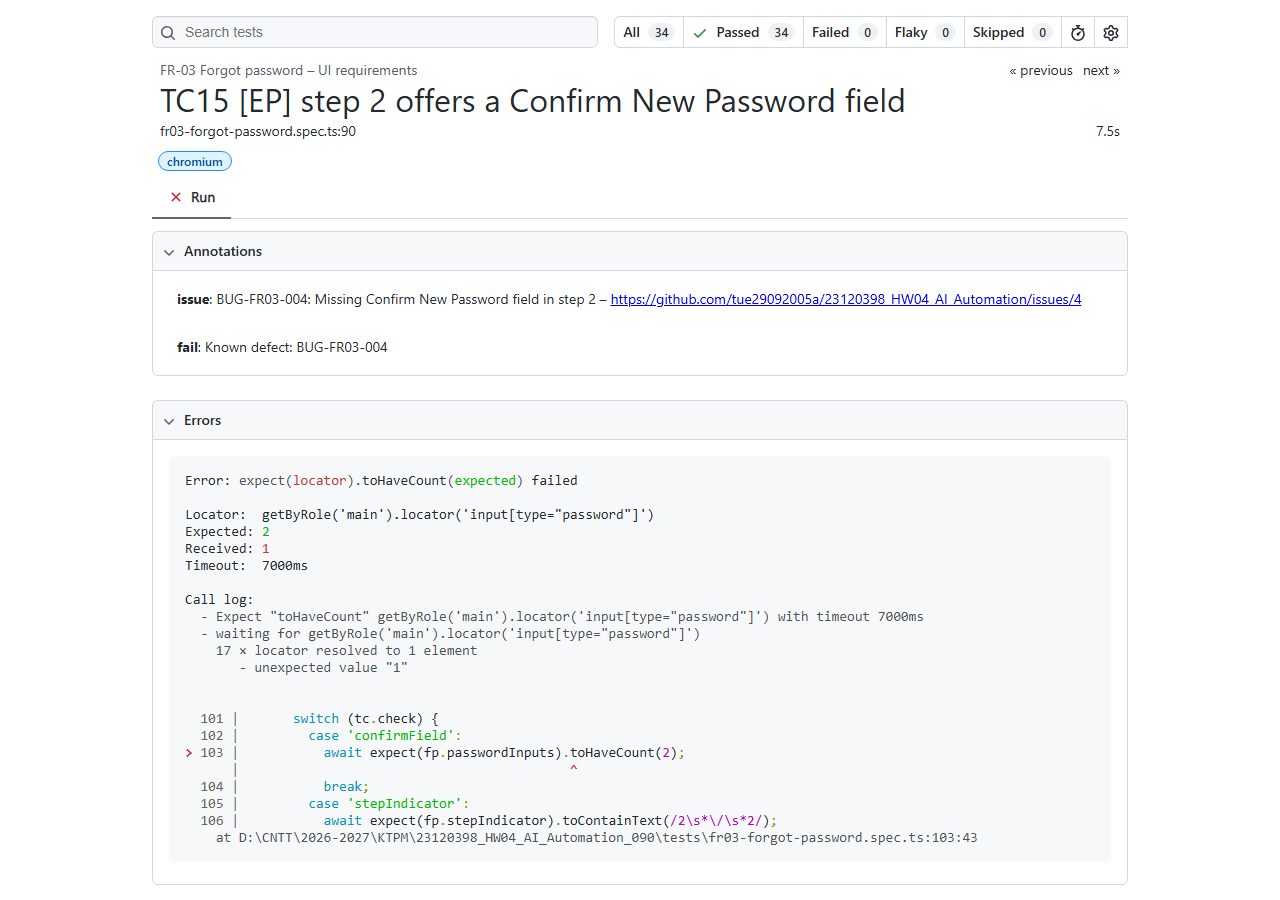 Search tests
All 34 Passed 34 Failed 0 Flaky 0 Skipped 0
FR-03 Forgot password – UI requirements
« previous next »
TC15 [EP] step 2 offers a Confirm New Password field
fr03-forgot-password.spec.ts:90
7.5s
chromium
Run
Annotations
issue: BUG-FR03-004: Missing Confirm New Password field in step 2 – https://github.com/tue29092005a/23120398_HW04_AI_Automation/issues/4
fail: Known defect: BUG-FR03-004
Errors
Error: expect(locator).toHaveCount(expected) failed
Locator:  getByRole('main').locator('input[type="password"]')
Expected: 2
Received: 1
Timeout:  7000ms
Call log:
  - Expect "toHaveCount" getByRole('main').locator('input[type="password"]') with timeout 7000ms
  - waiting for getByRole('main').locator('input[type="password"]')
    17 × locator resolved to 1 element
       - unexpected value "1"
  101 |       switch (tc.check) {
  102 |         case 'confirmField':
> 103 |           await expect(fp.passwordInputs).toHaveCount(2);
      |                                           ^
  104 |           break;
  105 |         case 'stepIndicator':
  106 |           await expect(fp.stepIndicator).toContainText(/2\s*\/\s*2/);
    at D:\CNTT\2026-2027\KTPM\23120398_HW04_AI_Automation_090\tests\fr03-forgot-password.spec.ts:103:43